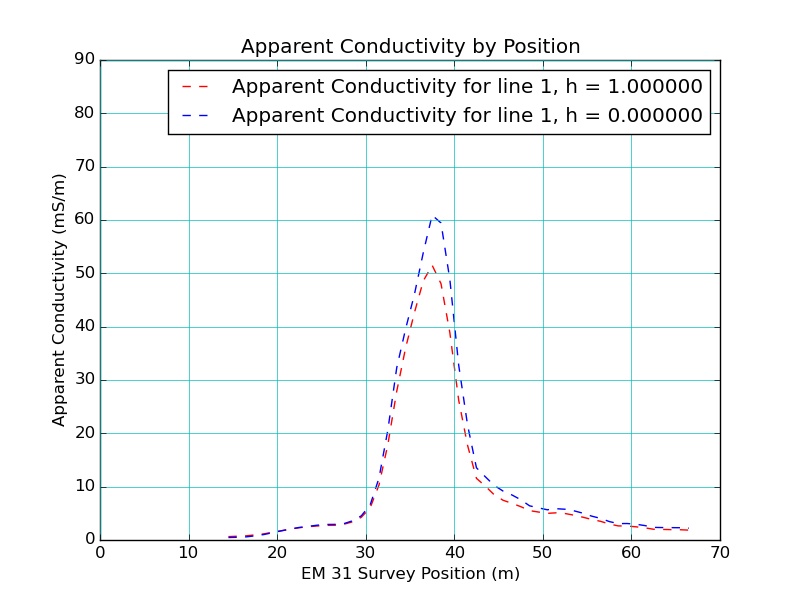 Apparent Conductivity by Position
Apparent Conductivity for line 1, h = 1.000000
Apparent Conductivity for line 1, h = 0.000000
Apparent Conductivity (mS/m)
90
80
70
60
50
40
30
20
10
0
0 10 20 30 40 50 60 70
EM 31 Survey Position (m)